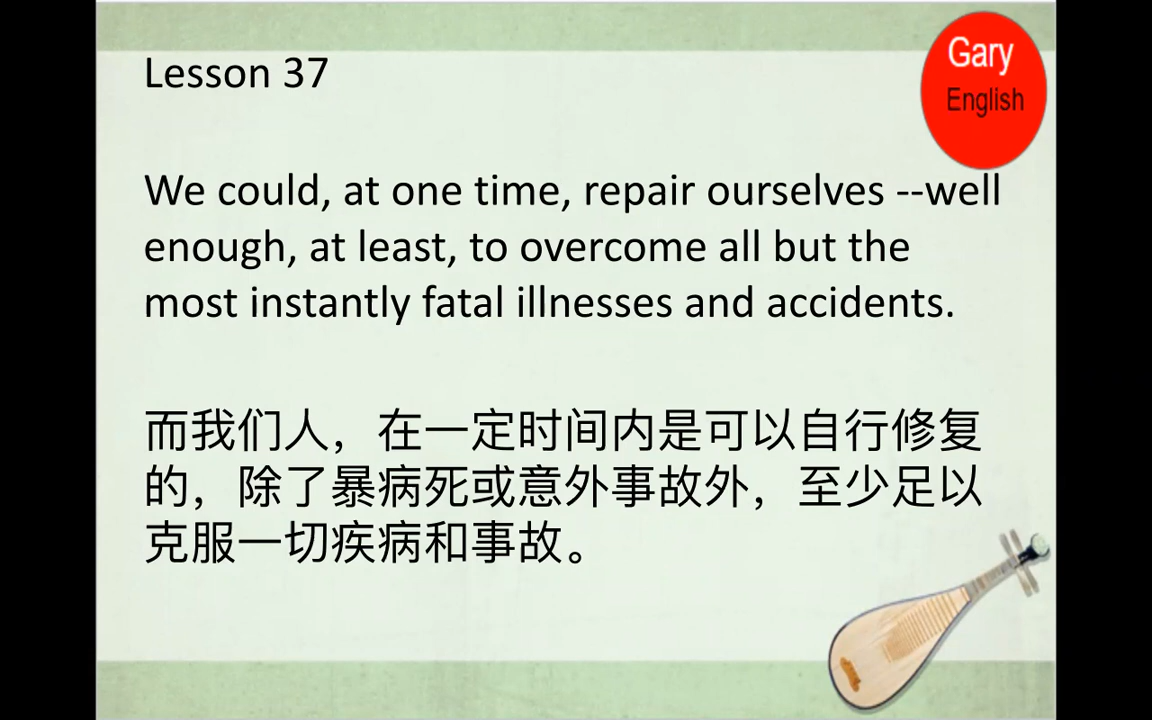 Lesson 37
Gary
English
We could, at one time, repair ourselves --well
enough, at least, to overcome all but the
most instantly fatal illnesses and accidents.
而我们人，在一定时间内是可以自行修复
的，除了暴病死或意外事故外，至少足以
克服一切疾病和事故。